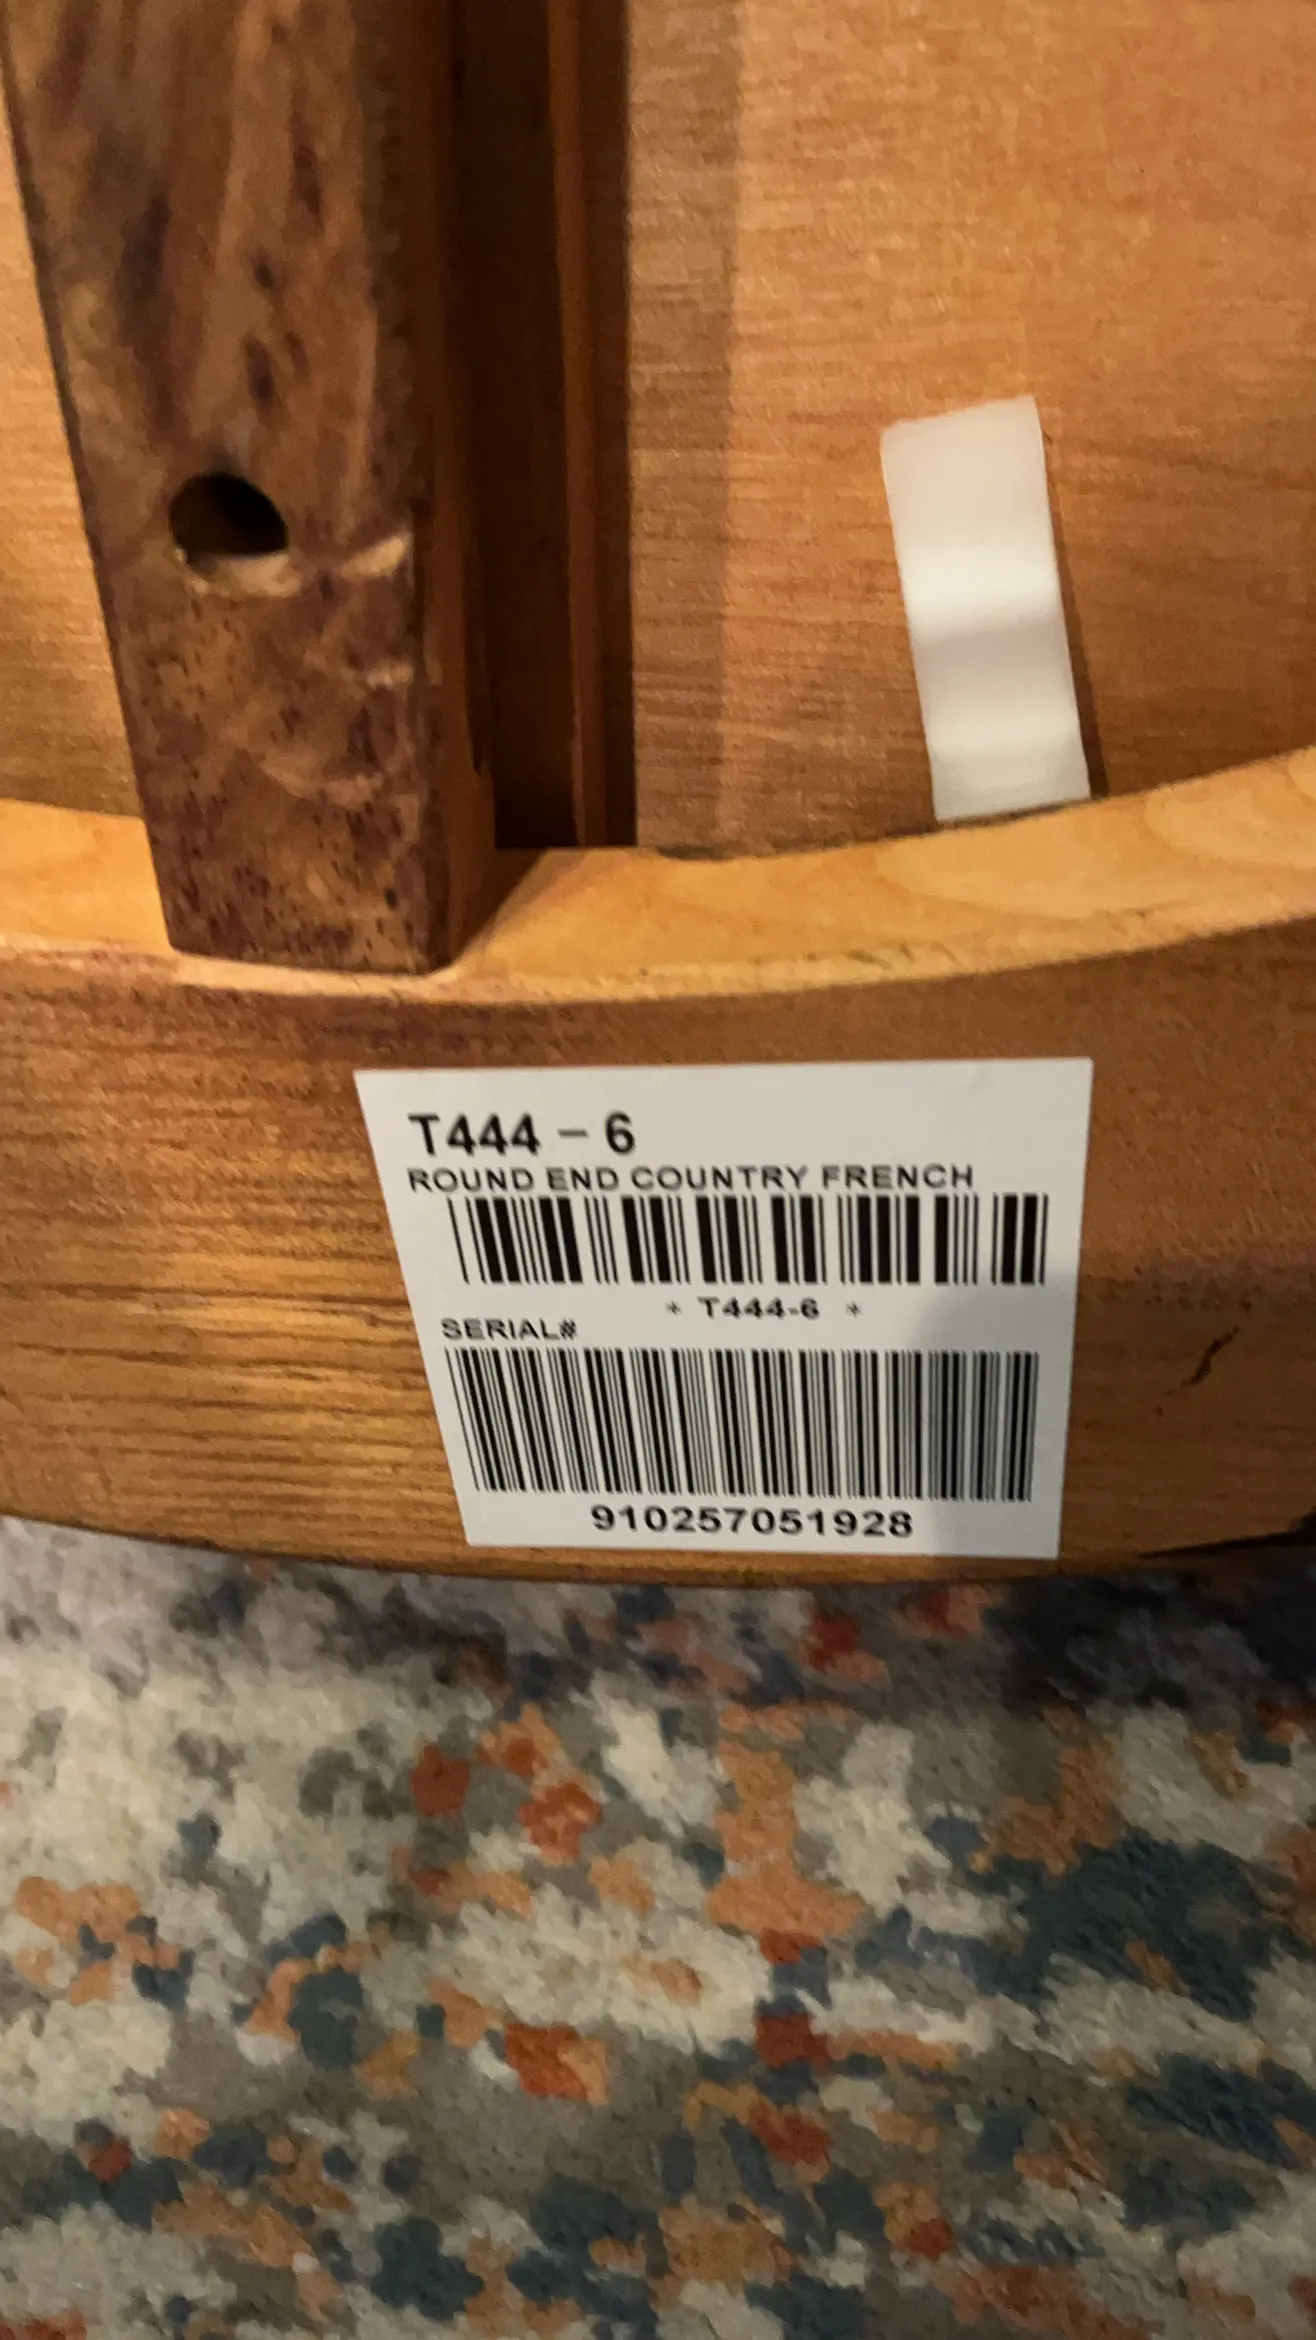 T444 - 6
ROUND END COUNTRY FRENCH
* T444-6 *
SERIAL#
910257051928